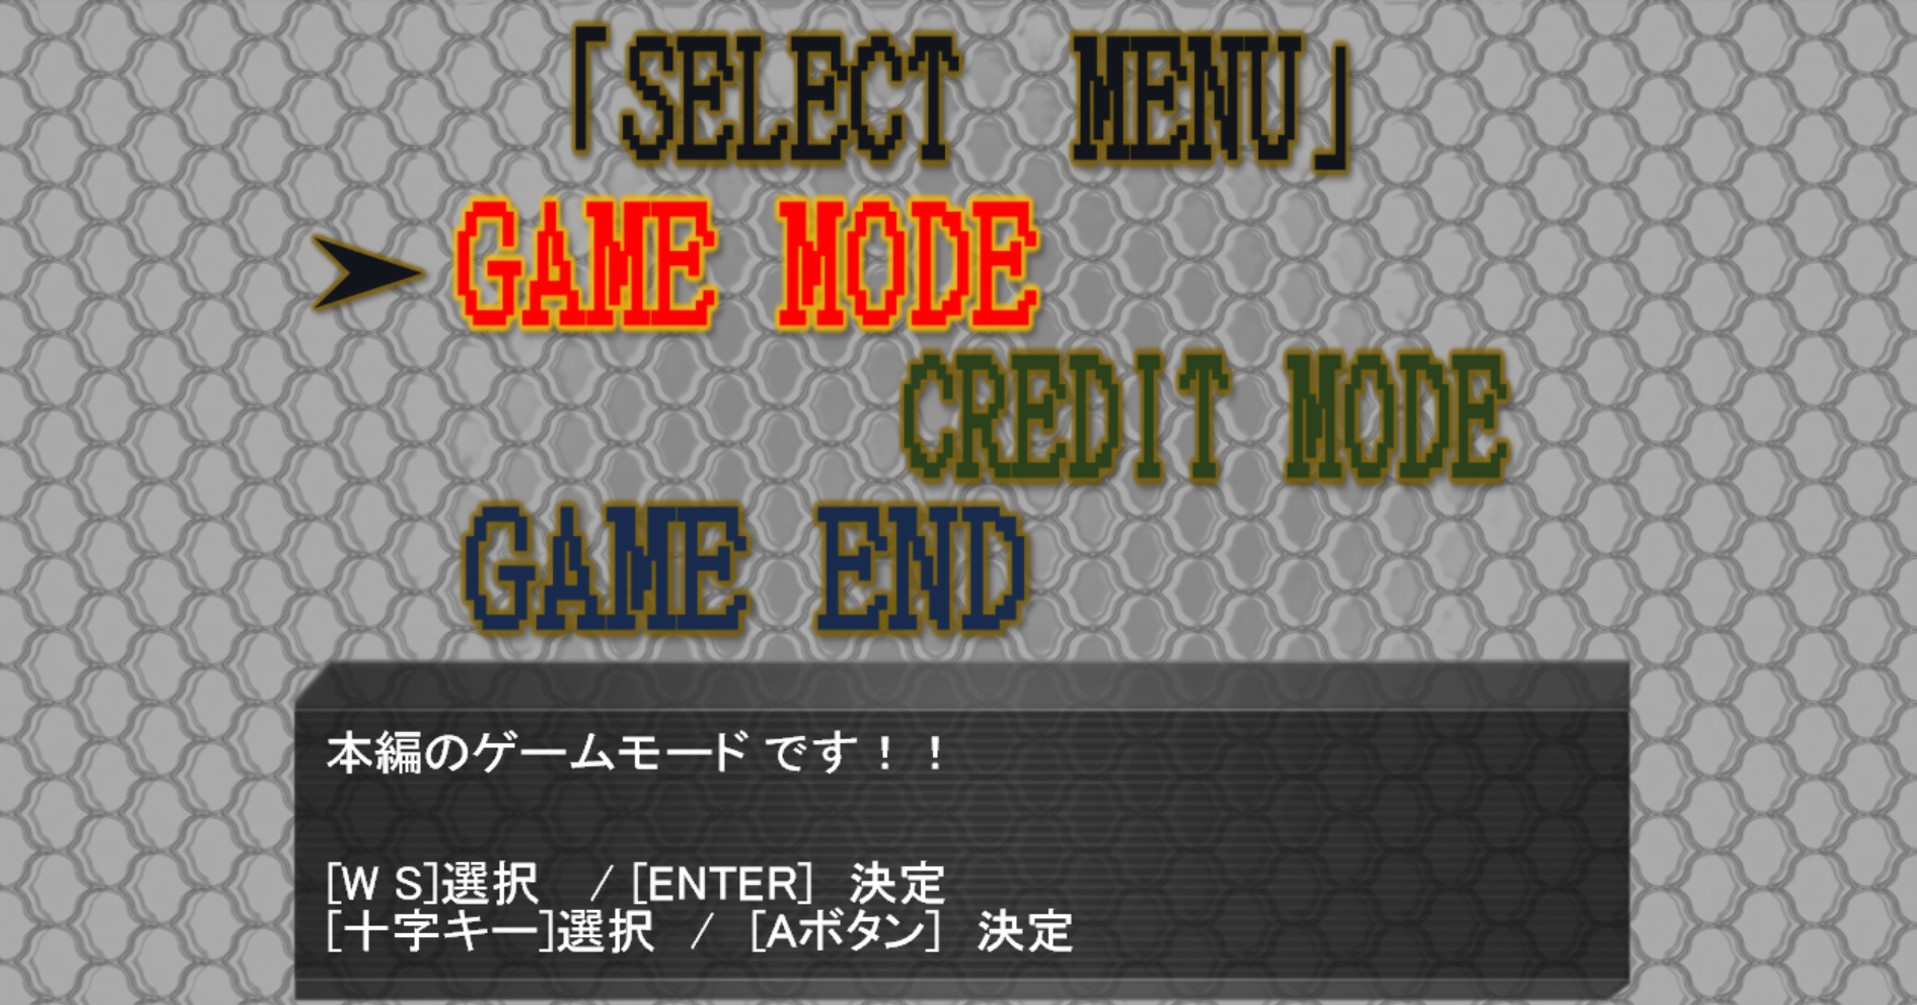 「SELECT MENU」
GAME MODE
CREDIT MODE
GAME END
本編のゲームモードです！！
[W S]選択 / [ENTER] 決定
[十字キー]選択 / [Aボタン] 決定